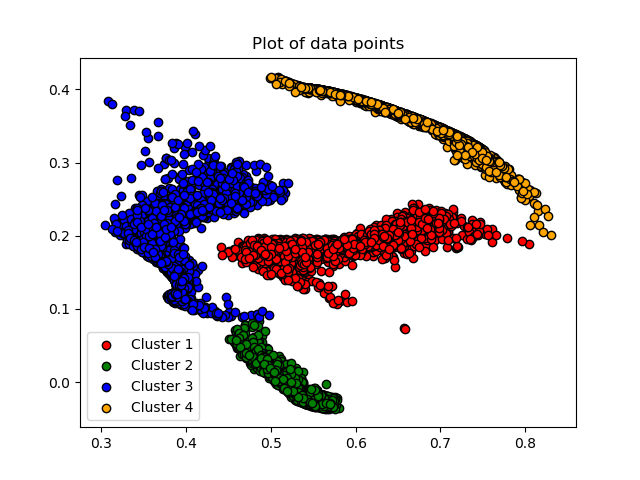 Plot of data points
0.4
0.3
0.2
0.1
0.0
Cluster 1
Cluster 2
Cluster 3
Cluster 4
0.3 0.4 0.5 0.6 0.7 0.8